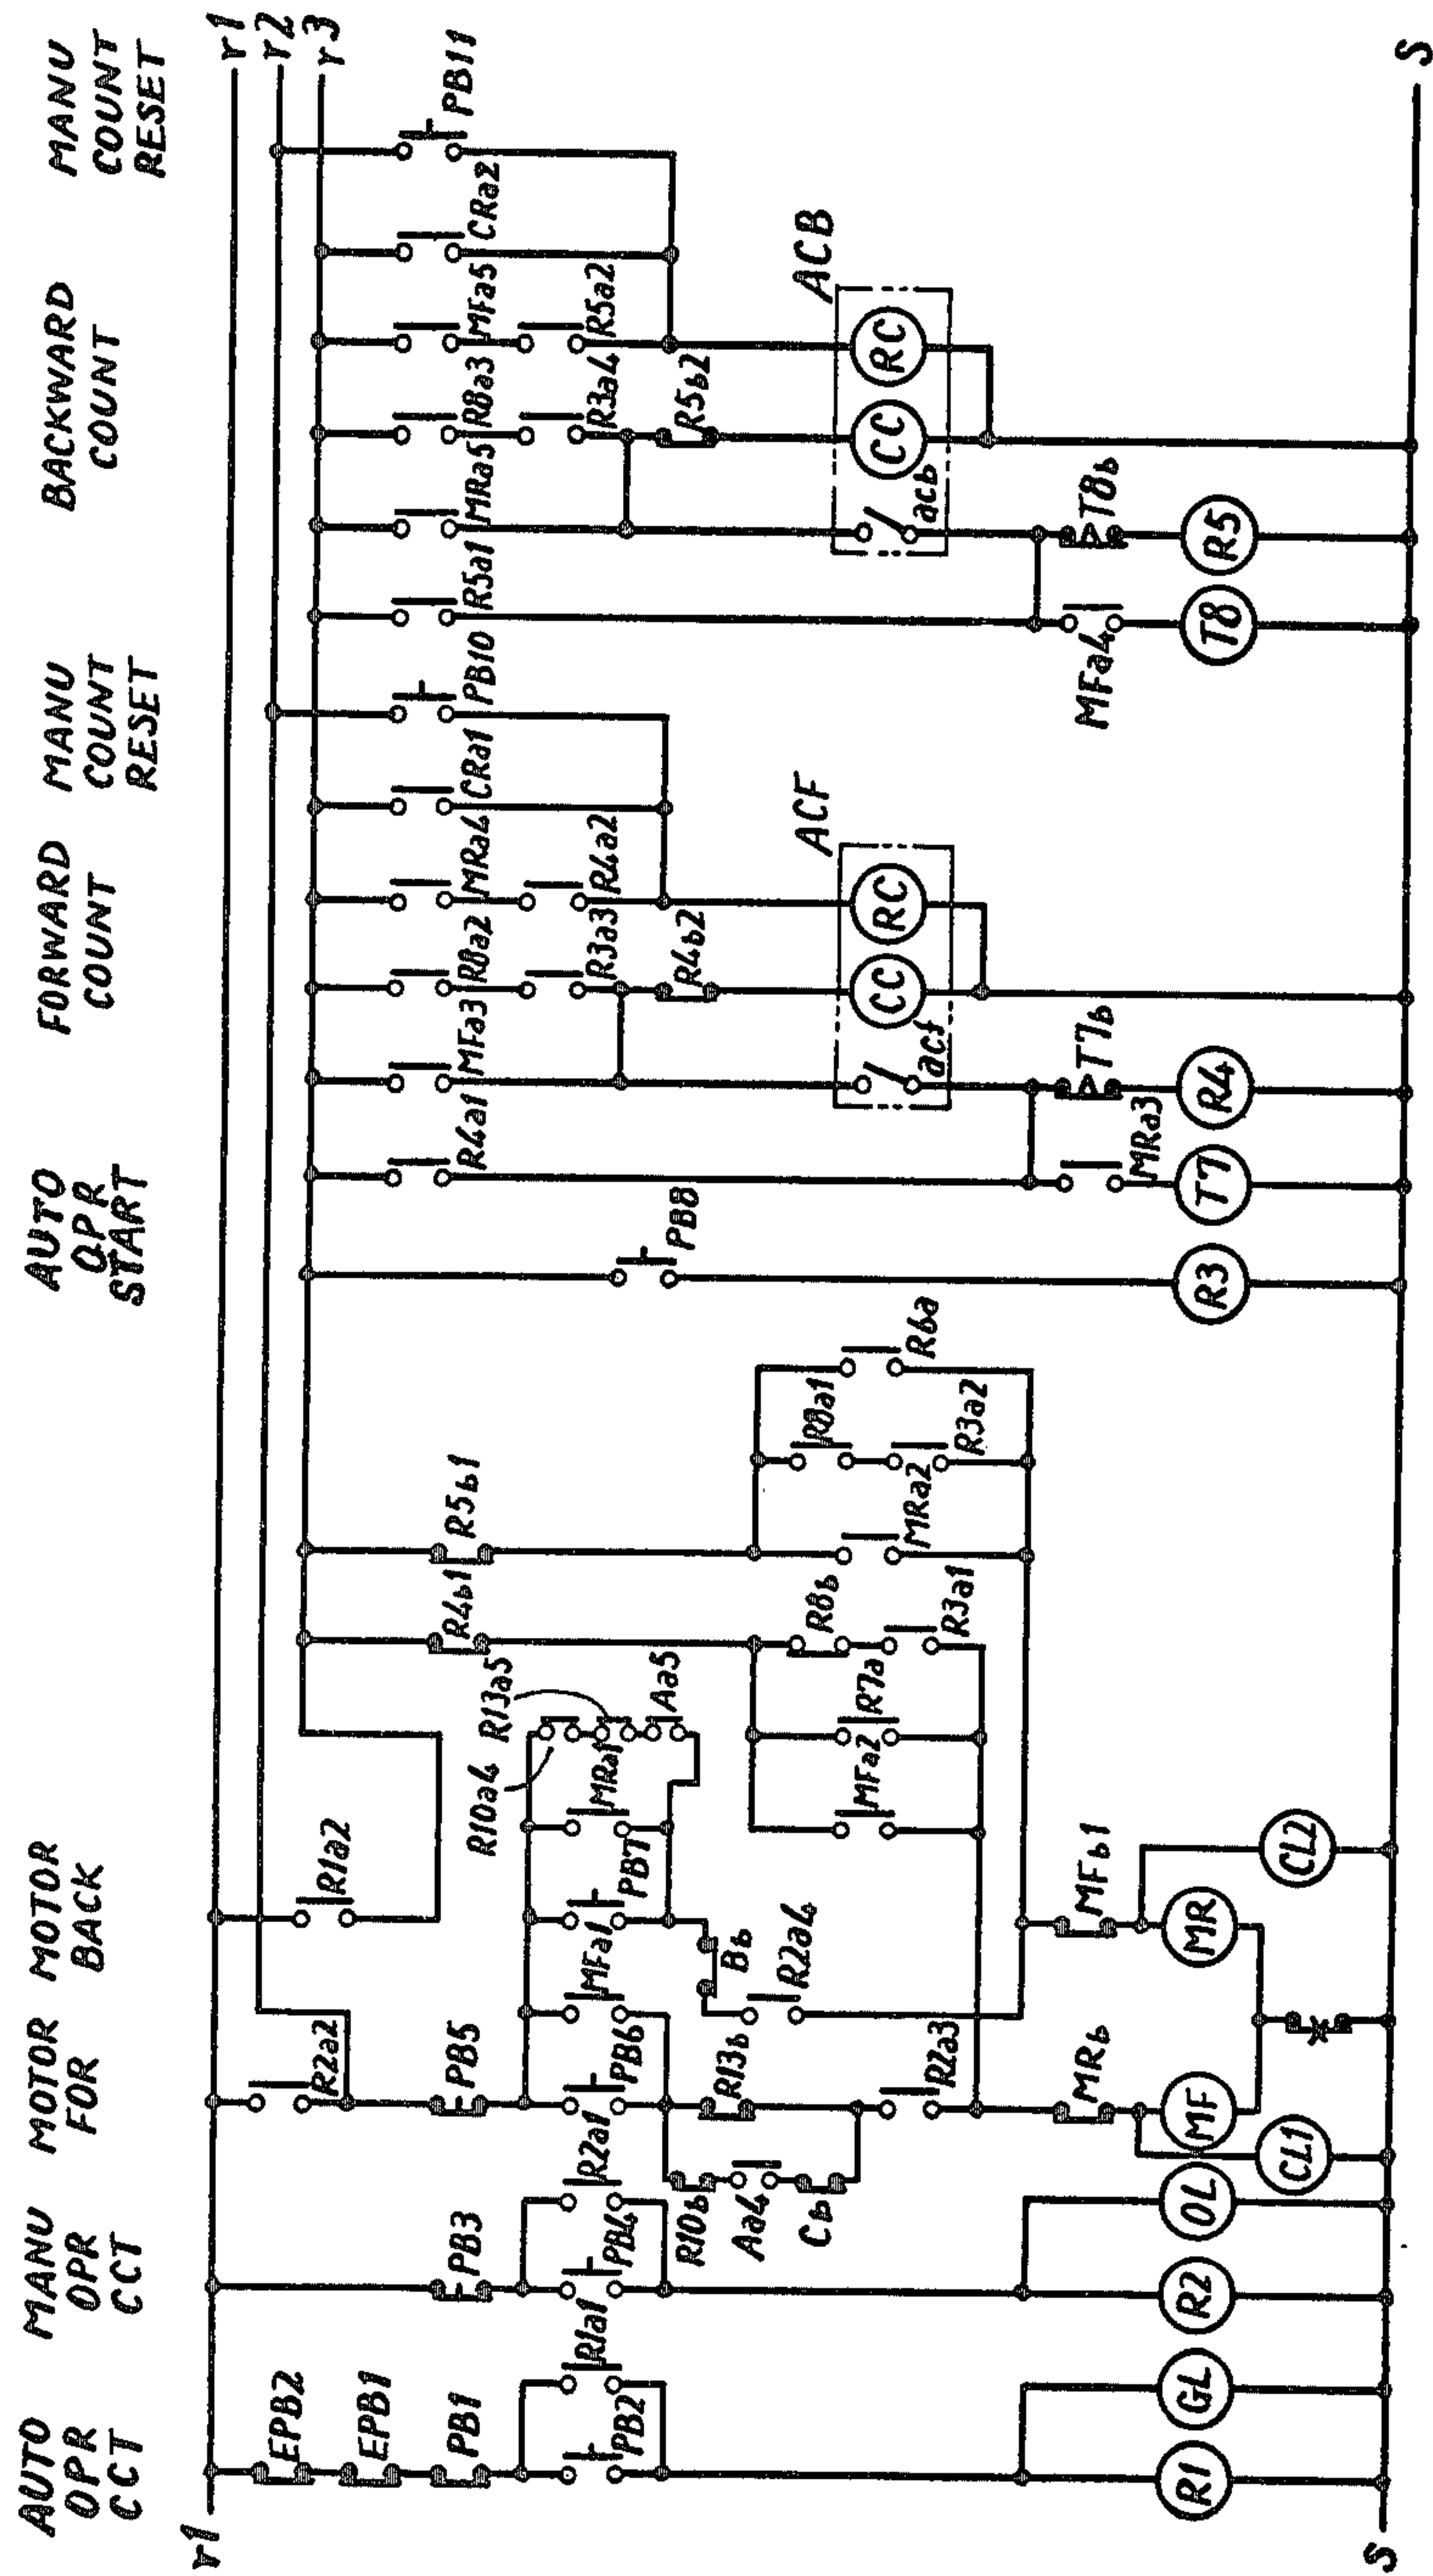 AUTO
OPR
CCT
MANU
OPR
CCT
MOTOR
FOR
MOTOR
BACK
AUTO
OPR
START
FORWARD
COUNT
MANU
COUNT
RESET
BACKWARD
COUNT
MANU
COUNT
RESET
r1
r1
r2
r3
EPB2
EPB1
PB1
PB2
R1a1
R1
GL
PB3
PB4
R2a1
R2
OL
R2a2
PB5
PB6
MFa1
PB7
MRa1
R10a4
R13a5
Aa5
R13b
R10b
Aa4
Cb
Bb
R2a4
R2a3
MRb
MF
CL1
MFb1
MR
CL2
R1a2
R4b1
R5b1
MFa2
R7a
R8b
R3a1
MRa2
R8a1
R3a2
R6a
PB8
R3
R4a1
MFa3
R8a2
R3a3
R4b2
MRa4
R4a2
CRa1
PB10
ACF
acf
CC
RC
MRa3
T7b
T7
R4
R5a1
MRa5
R8a3
R3a4
R5b2
MFa5
R5a2
CRa2
PB11
ACB
acb
CC
RC
MFa4
T8b
T8
R5
S
S